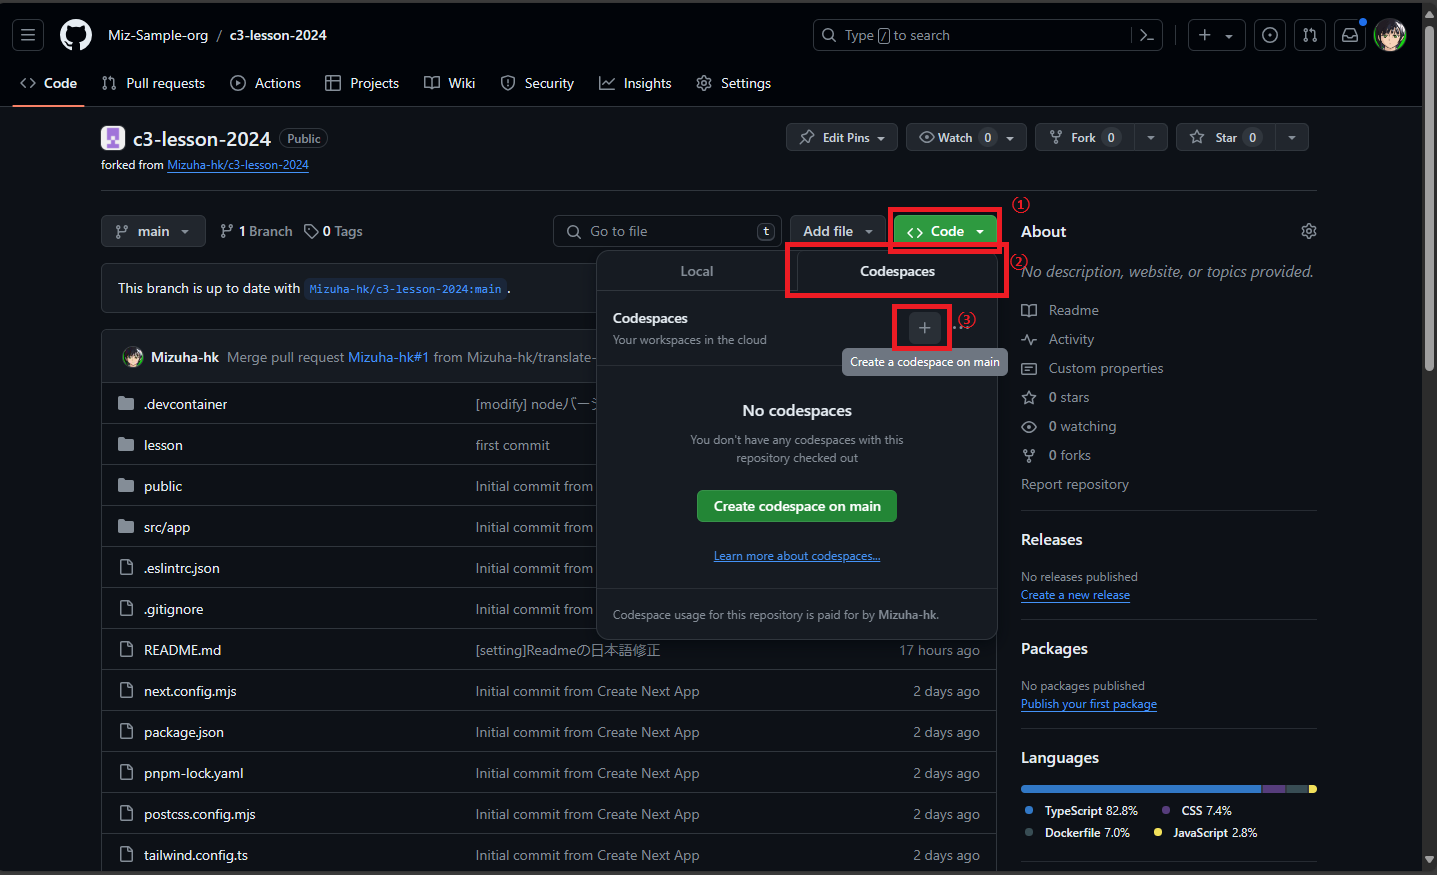 Miz-Sample-org / c3-lesson-2024
Type / to search
Code
Pull requests
Actions
Projects
Wiki
Security
Insights
Settings
c3-lesson-2024
Public
forked from Mizuha-hk/c3-lesson-2024
Edit Pins
Watch 0
Fork 0
Star 0
main
1 Branch
0 Tags
Go to file
t
Add file
Code
①
②
③
Local
Codespaces
Codespaces
Your workspaces in the cloud
Create a codespace on main
No codespaces
You don't have any codespaces with this
repository checked out
Create codespace on main
Learn more about codespaces...
Codespace usage for this repository is paid for by Mizuha-hk.
This branch is up to date with Mizuha-hk/c3-lesson-2024:main .
Mizuha-hk Merge pull request Mizuha-hk#1 from Mizuha-hk/translate-
.devcontainer [modify] nodeバー
lesson first commit
public Initial commit from
src/app Initial commit from
.eslintrc.json Initial commit from
.gitignore Initial commit from
README.md [setting]Readmeの日本語修正 17 hours ago
next.config.mjs Initial commit from Create Next App 2 days ago
package.json Initial commit from Create Next App 2 days ago
pnpm-lock.yaml Initial commit from Create Next App 2 days ago
postcss.config.mjs Initial commit from Create Next App 2 days ago
tailwind.config.ts Initial commit from Create Next App 2 days ago
About
No description, website, or topics provided.
Readme
Activity
Custom properties
0 stars
0 watching
0 forks
Report repository
Releases
No releases published
Create a new release
Packages
No packages published
Publish your first package
Languages
TypeScript 82.8%
CSS 7.4%
Dockerfile 7.0%
JavaScript 2.8%